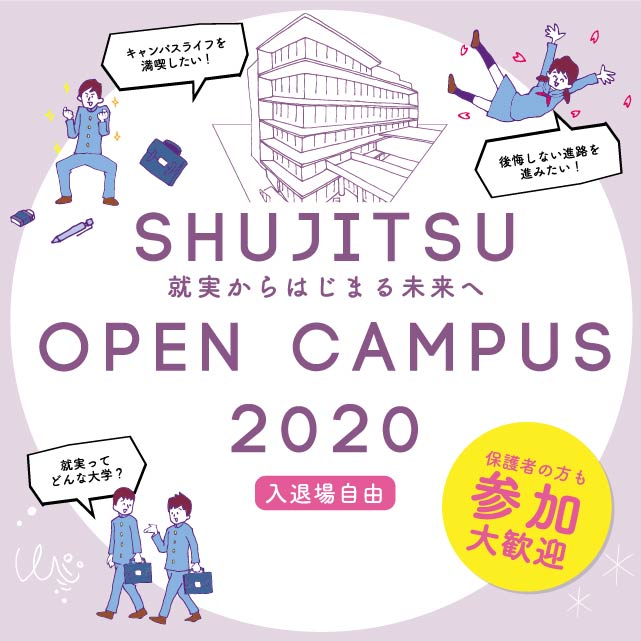 キャンパスライフを
満喫したい！
後悔しない進路を
進みたい！
SHUJITSU
就実からはじまる未来へ
OPEN CAMPUS
2020
入退場自由
就実って
どんな大学？
保護者の方も
参加
大歓迎